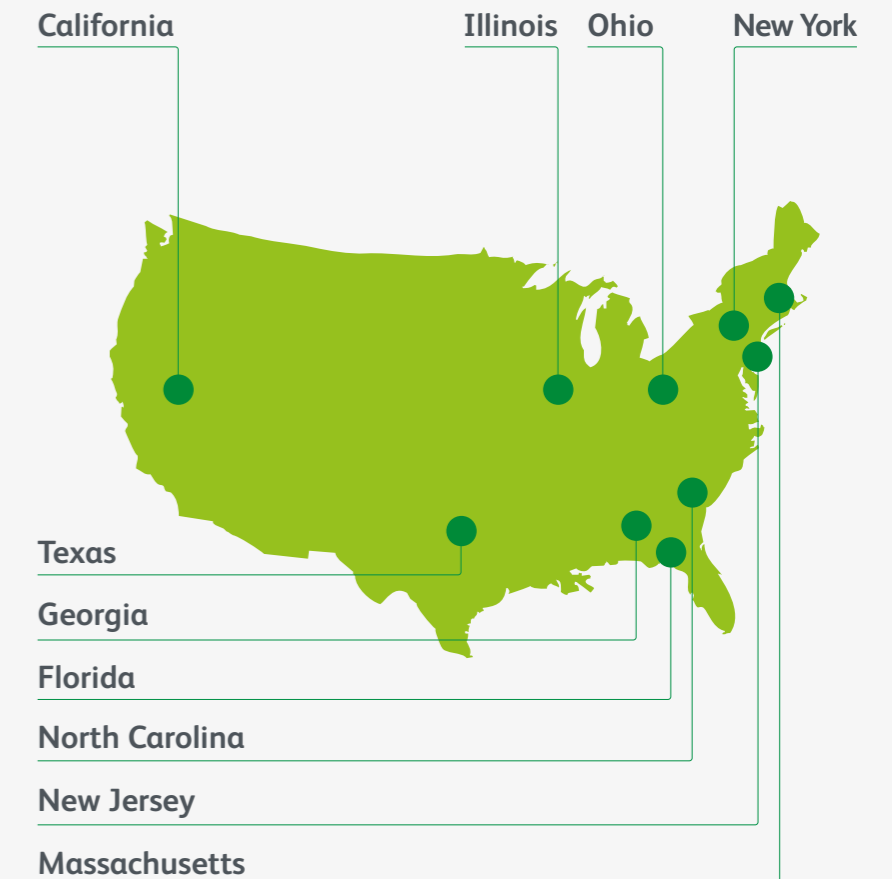 California
Illinois
Ohio
New York
Texas
Georgia
Florida
North Carolina
New Jersey
Massachusetts